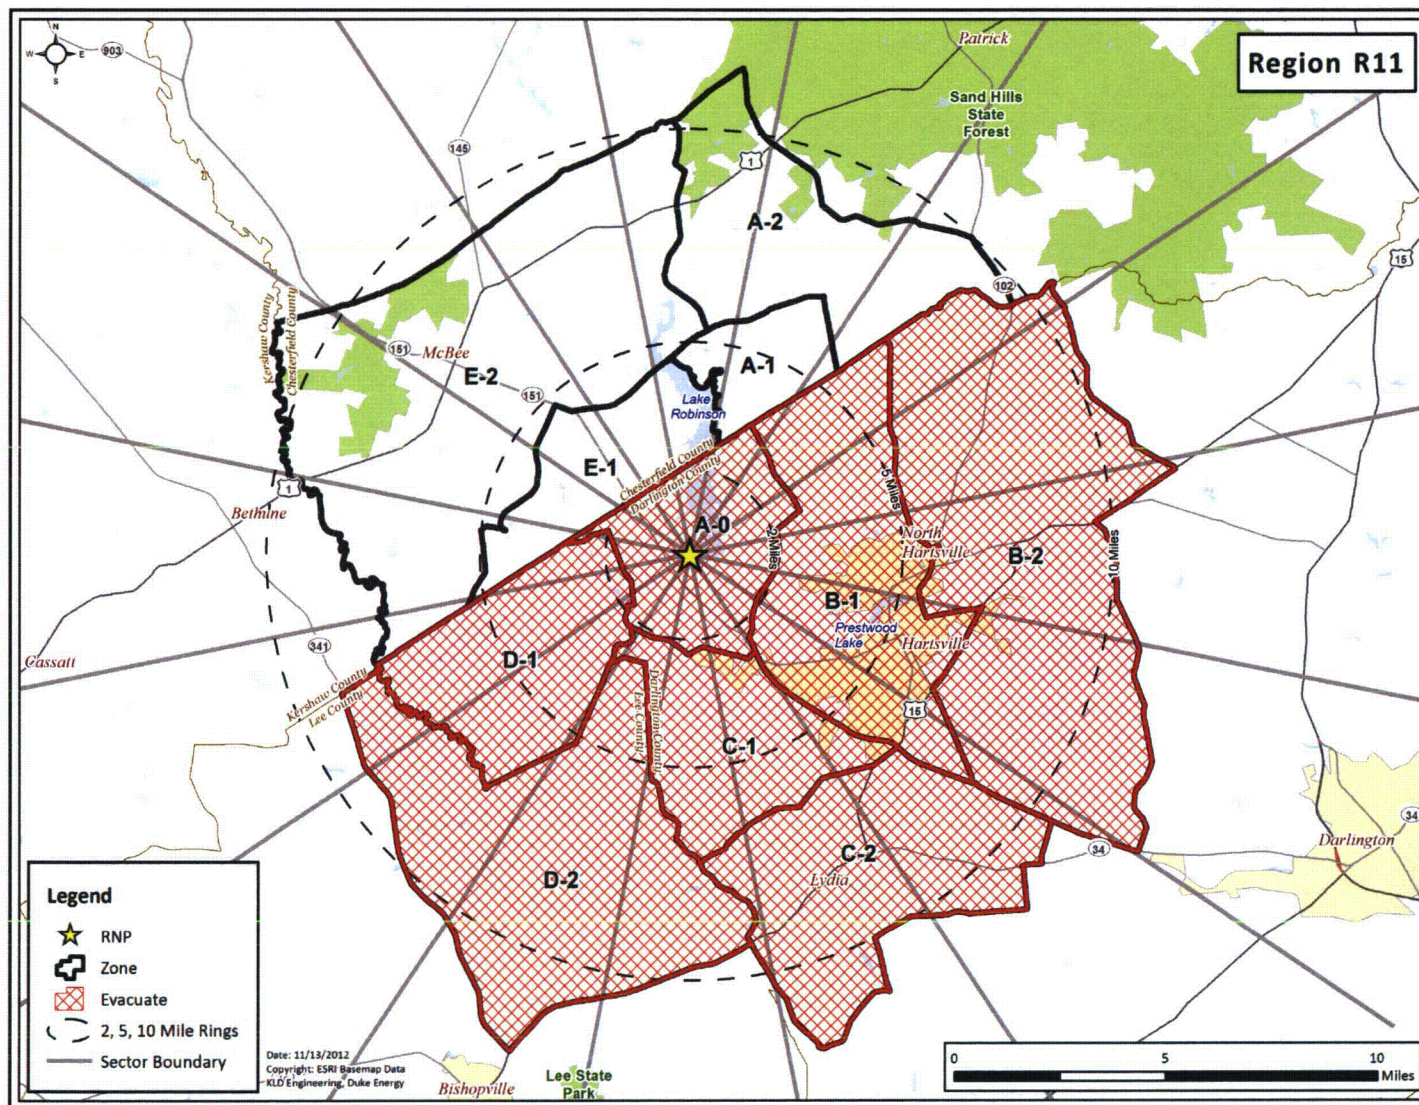 N
W E
S
903
Patrick
Region R11
Sand Hills
State
Forest
145
1
A-2
15
102
Kershaw County
Chesterfield County
151
McBee
E-2
151
A-1
Lake
Robinson
5 Miles
Chesterfield County
Darlington County
E-1
1
Bethune
A-0
2 Miles
North
Hartsville
B-2
10 Miles
B-1
Prestwood
Lake
Hartsville
341
Cassatt
D-1
Kershaw County
Lee County
Darlington County
Lee County
15
C-1
34
34
Darlington
C-2
Lydia
D-2
Legend
RNP
Zone
Evacuate
2, 5, 10 Mile Rings
Sector Boundary
Date: 11/13/2012
Copyright: ESRI Basemap Data
KLD Engineering, Duke Energy
Bishopville
Lee State
Park
0 5 10
Miles